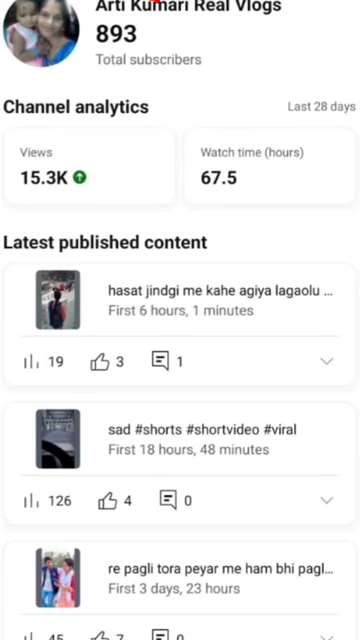 Arti Kumari Real Vlogs
893
Total subscribers
Channel analytics
Last 28 days
Views
Watch time (hours)
15.3K
67.5
Latest published content
hasat jindgi me kahe agiya lagaolu ...
First 6 hours, 1 minutes
19 3 1
sad #shorts #shortvideo #viral
First 18 hours, 48 minutes
126 4 0
re pagli tora peyar me ham bhi pagl...
First 3 days, 23 hours
45 7 0